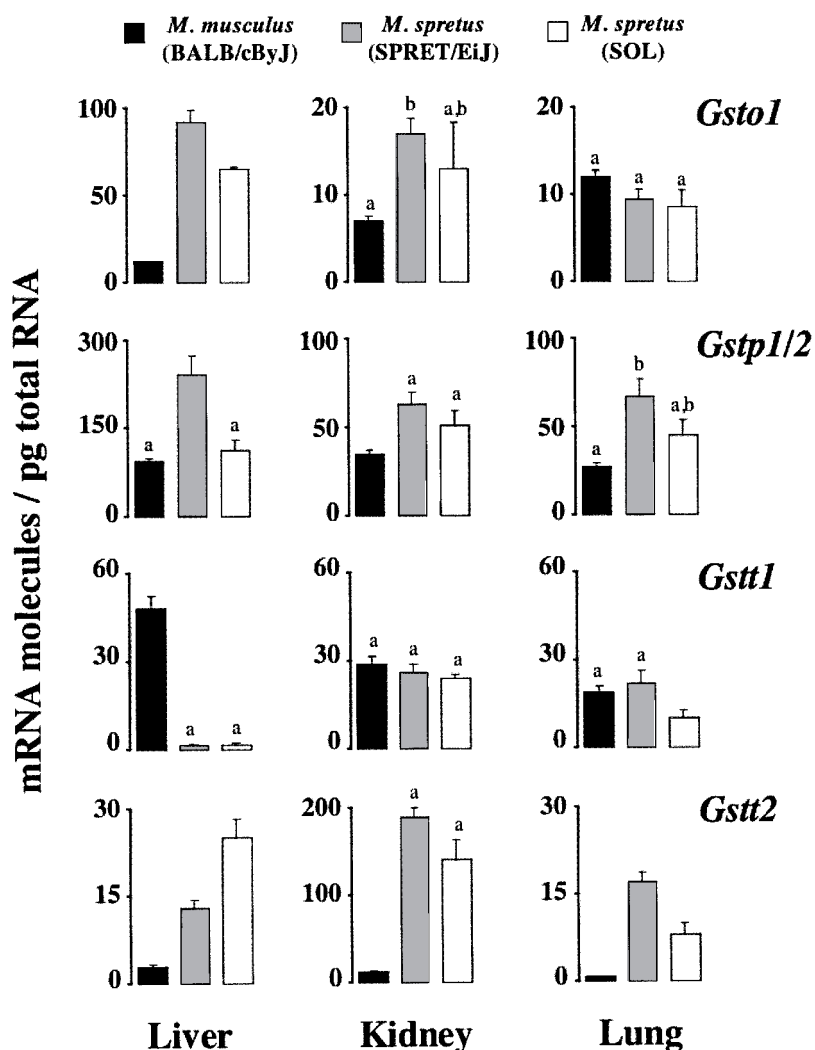 M. musculus M. spretus M. spretus
(BALB/cByJ) (SPRET/EiJ) (SOL)
mRNA molecules / pg total RNA
100
50
0
20
10
0
a b a,b
20
10
0
a a a
Gsto1
300
150
0
a a
100
50
0
a a
100
50
0
a b a,b
Gstp1/2
60
30
0
a a
60
30
0
a a a
60
30
0
a a
Gstt1
30
15
0
200
100
0
a a
30
15
0
Gstt2
Liver Kidney Lung